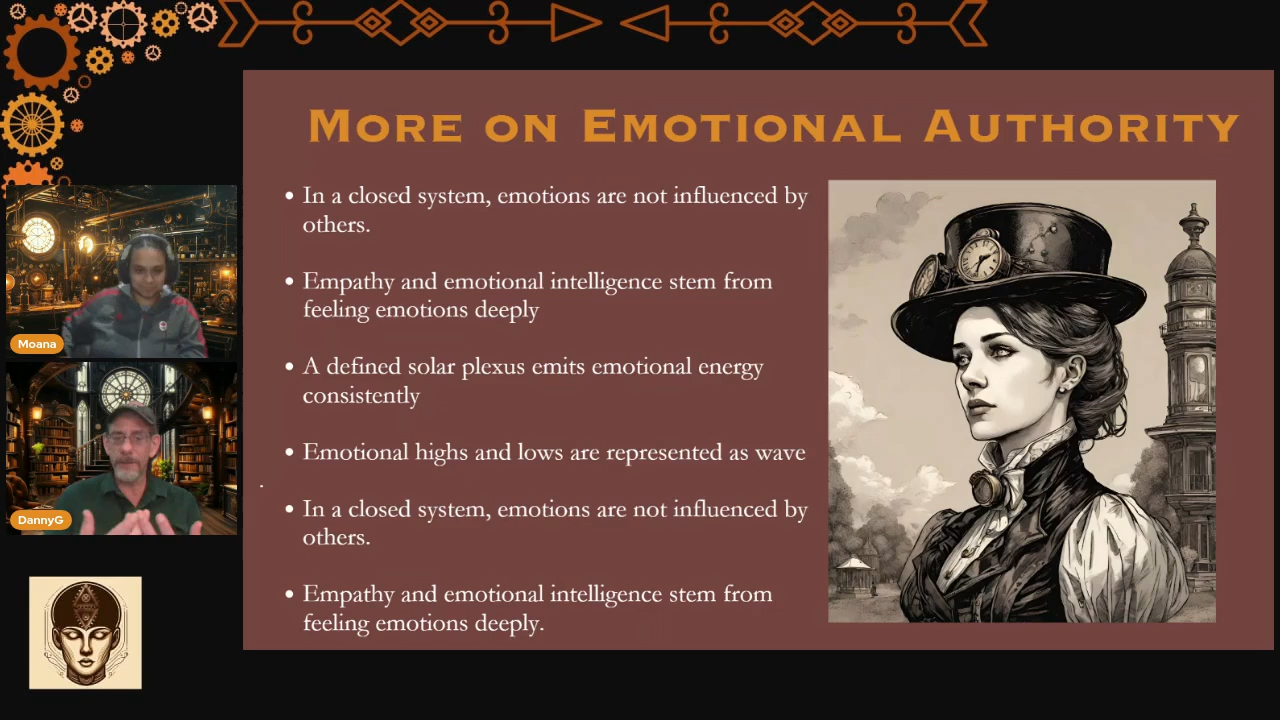 More on Emotional Authority
• In a closed system, emotions are not influenced by
others.
• Empathy and emotional intelligence stem from
feeling emotions deeply
• A defined solar plexus emits emotional energy
consistently
• Emotional highs and lows are represented as wave
.
• In a closed system, emotions are not influenced by
others.
• Empathy and emotional intelligence stem from
feeling emotions deeply.
Moana
DannyG